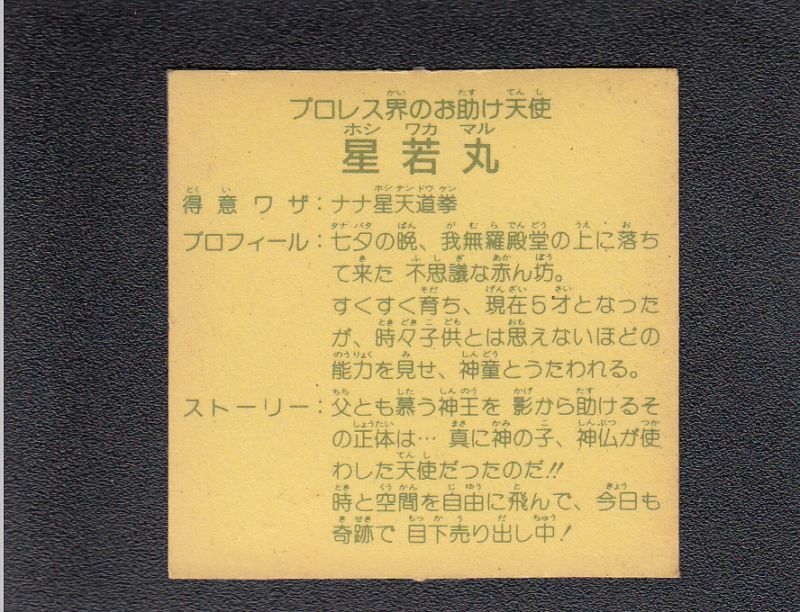 プロレス界のお助け天使
星若丸
得意ワザ：ナナ星天道拳
プロフィール：七夕の晩、我無羅殿堂の上に落ち
て来た 不思議な赤ん坊。
すくすく育ち、現在5才となった
が、時々子供とは思えないほどの
能力を見せ、神童とうたわれる。
ストーリー：父とも慕う神王を 影から助けるそ
の正体は… 真に神の子、神仏が使
わした天使だったのだ!!
時と空間を自由に飛んで、今日も
奇跡で 目下売り出し中！